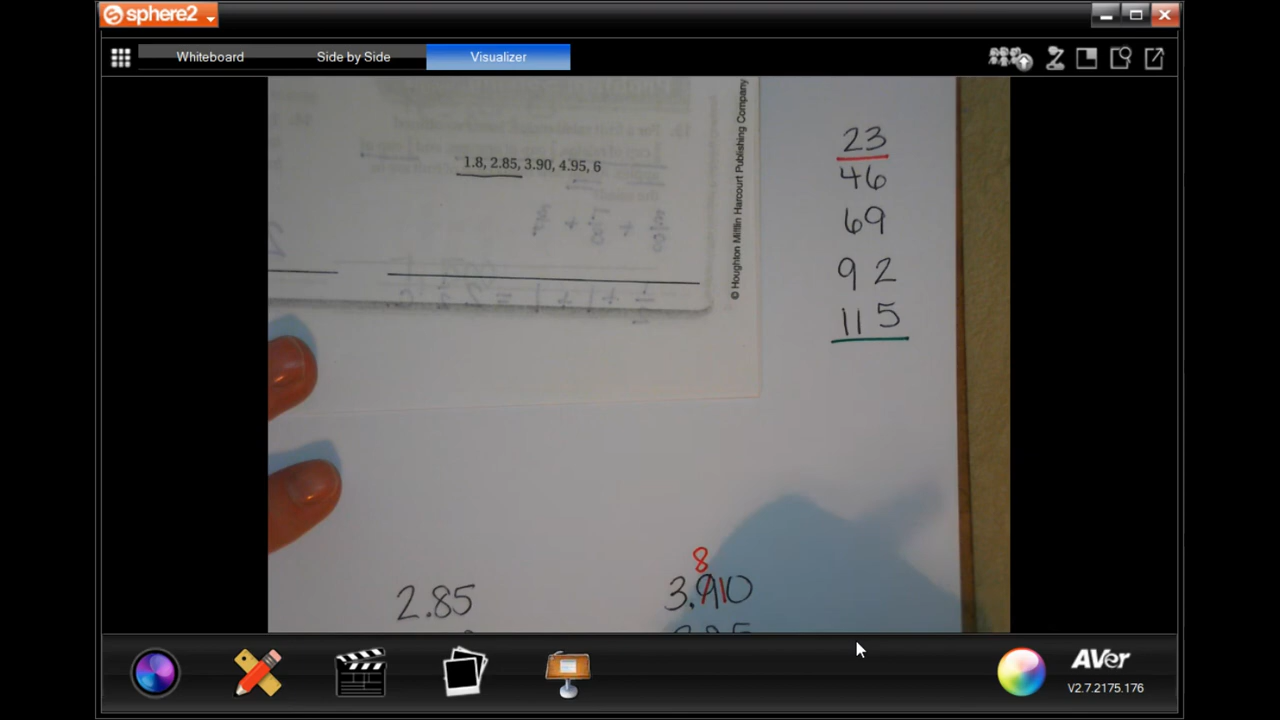 sphere2
Whiteboard Side by Side Visualizer
1.8, 2.85, 3.90, 4.95, 6
© Houghton Mifflin Harcourt Publishing Company
23
46
69
92
115
8
2.85
3.910
AVer
V2.7.2175.176